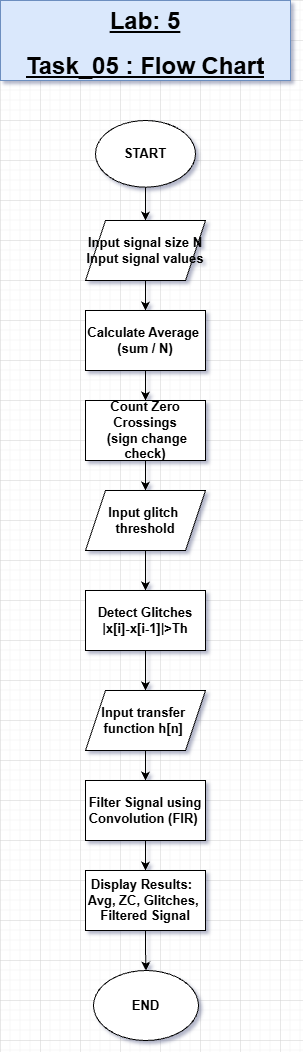 Lab: 5
Task_05 : Flow Chart
START
Input signal size N
Input signal values
Calculate Average
(sum / N)
Count Zero
Crossings
(sign change
check)
Input glitch
threshold
Detect Glitches
|x[i]-x[i-1]|>Th
Input transfer
function h[n]
Filter Signal using
Convolution (FIR)
Display Results:
Avg, ZC, Glitches,
Filtered Signal
END